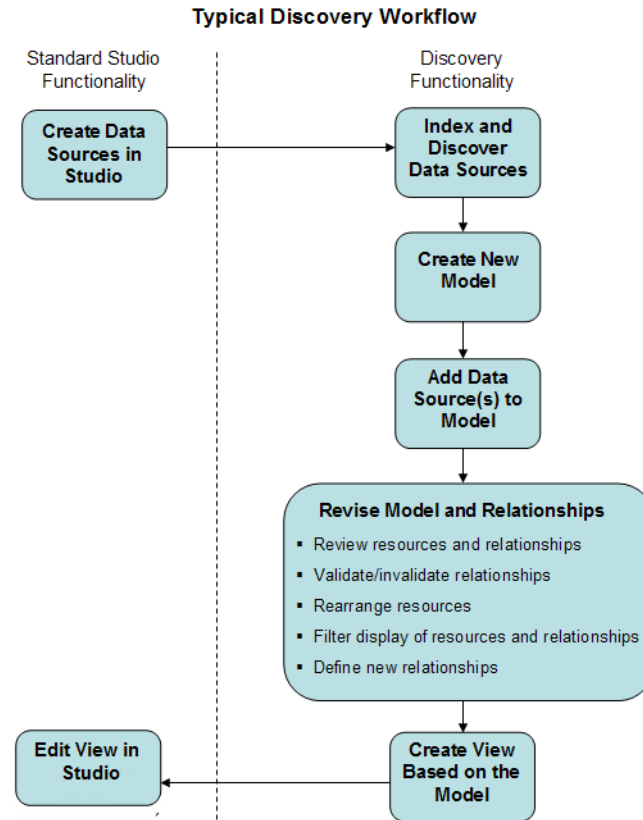 Typical Discovery Workflow
Standard Studio
Functionality
Discovery
Functionality
Create Data
Sources in
Studio
Index and
Discover
Data Sources
Create New
Model
Add Data
Source(s) to
Model
Revise Model and Relationships
▪ Review resources and relationships
▪ Validate/invalidate relationships
▪ Rearrange resources
▪ Filter display of resources and relationships
▪ Define new relationships
Edit View in
Studio
Create View
Based on the
Model